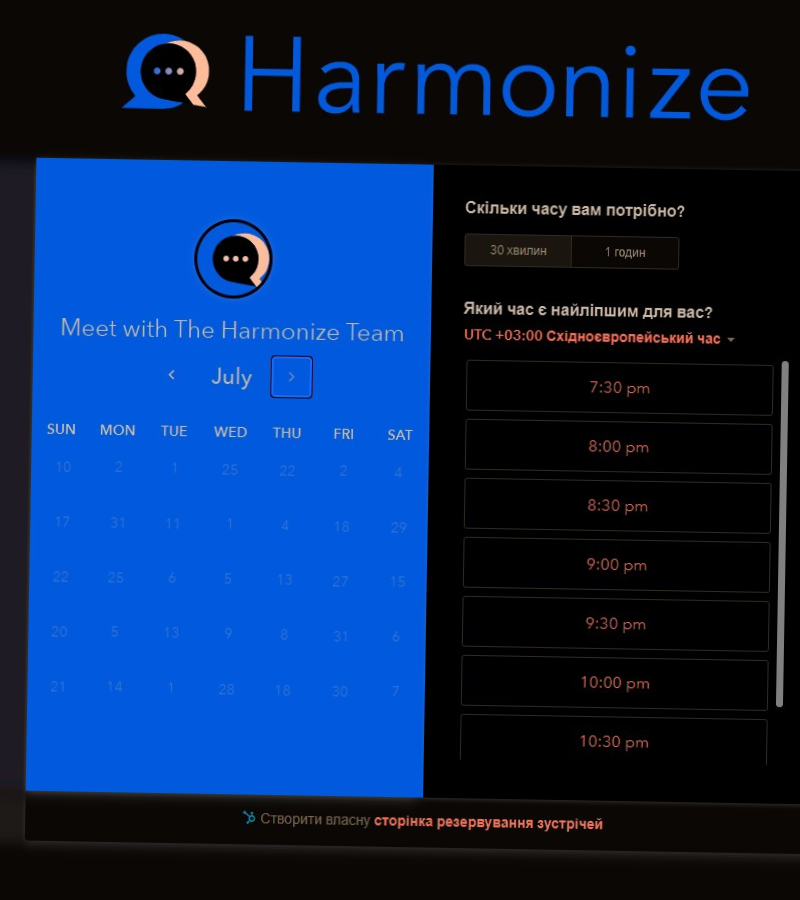 Harmonize
Meet with The Harmonize Team
July
SUN MON TUE WED THU FRI SAT
10 2 1 25 22 2 4
17 31 11 1 4 18 29
22 25 6 5 13 27 15
20 5 13 9 8 31 6
21 14 1 28 18 30 7
Скільки часу вам потрібно?
30 хвилин 1 годин
Який час є найліпшим для вас?
UTC +03:00 Східноєвропейський час
7:30 pm
8:00 pm
8:30 pm
9:00 pm
9:30 pm
10:00 pm
10:30 pm
Створити власну сторінка резервування зустрічей